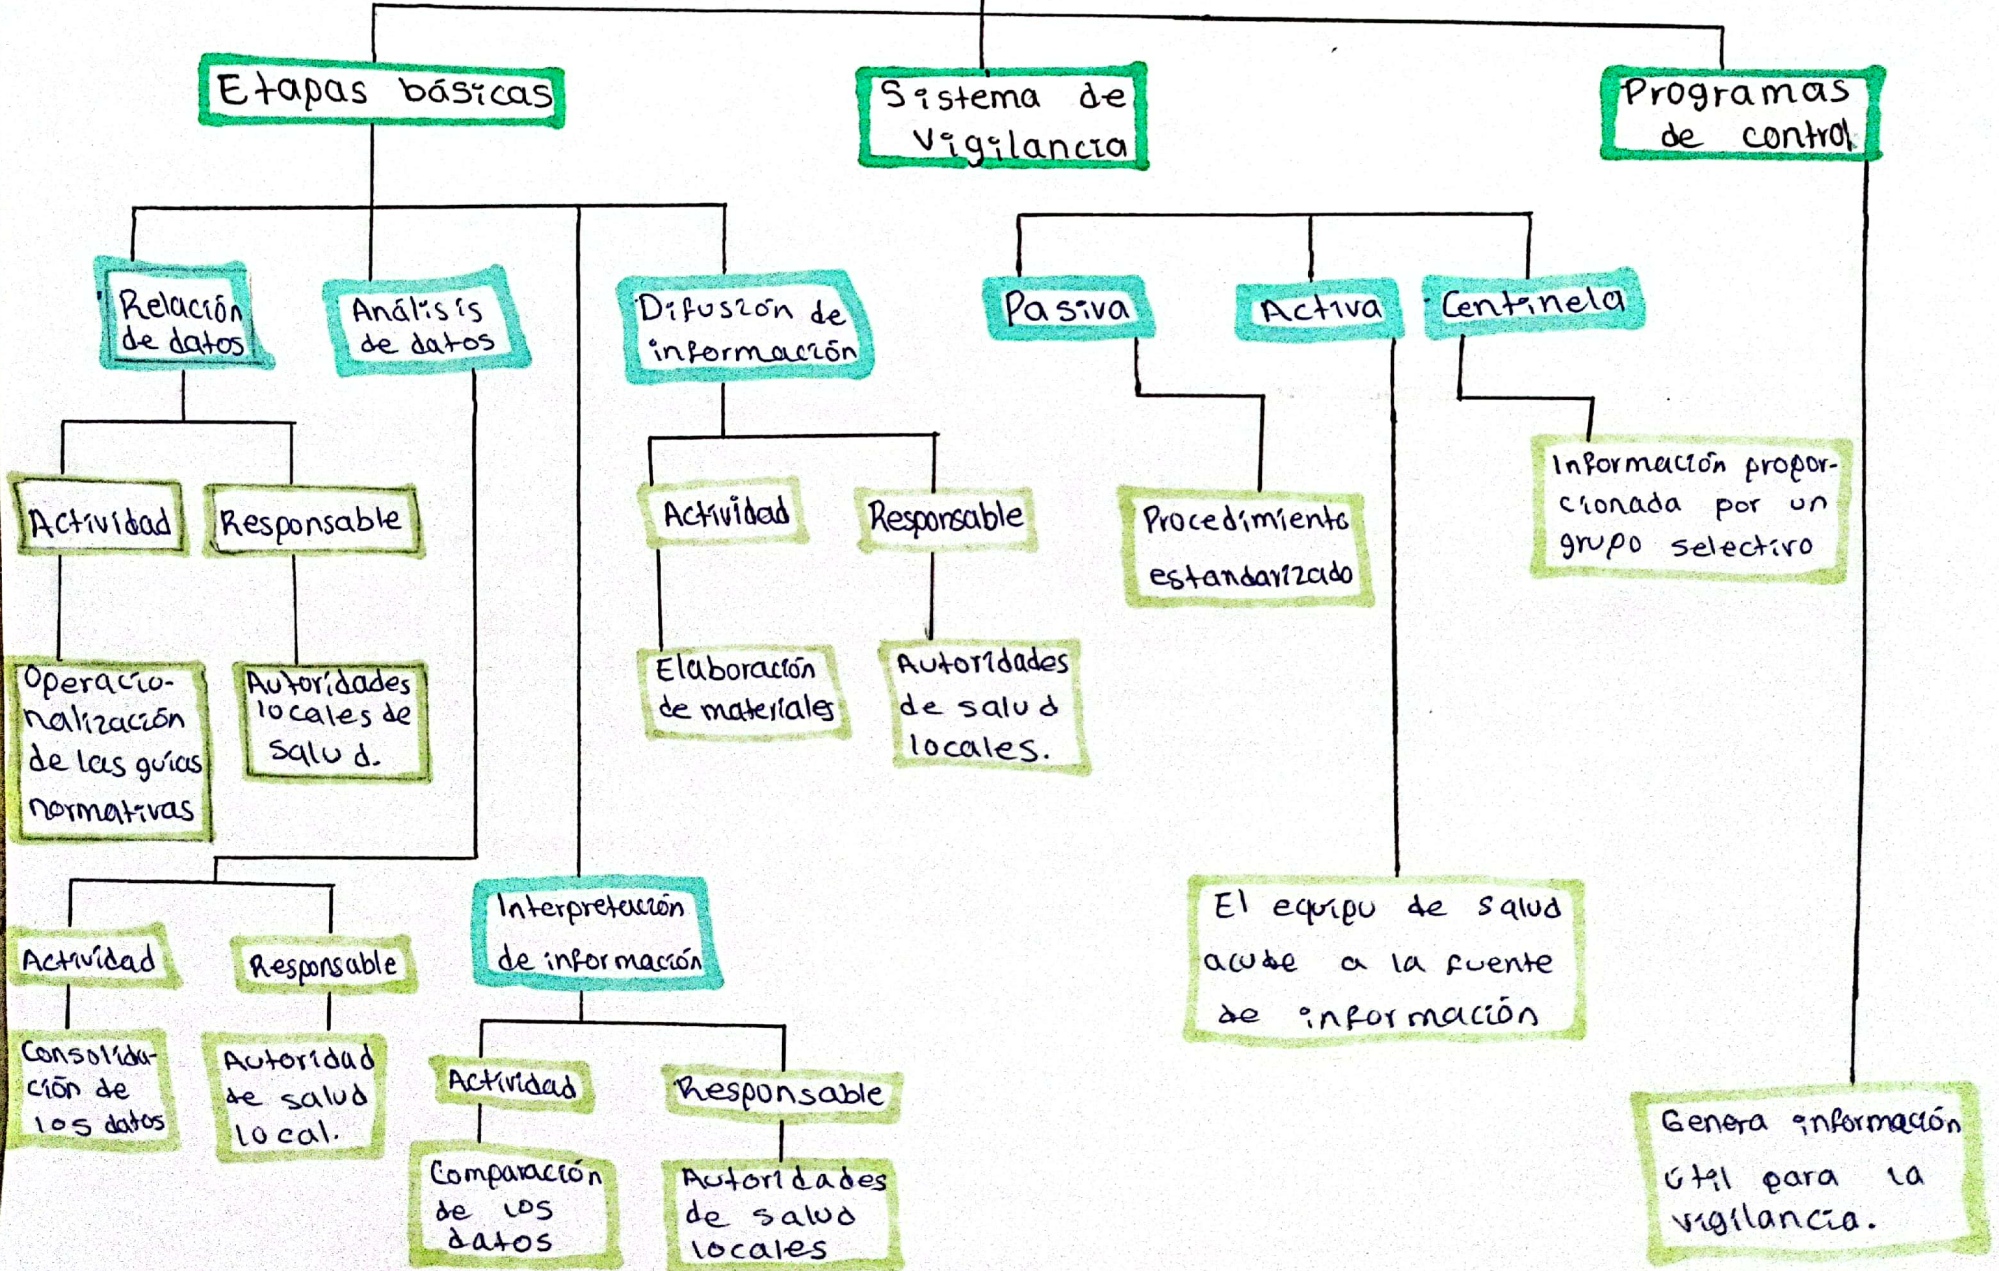 Etapas básicas
Sistema de
vigilancia
Programas
de control
Relación
de datos
Análisis
de datos
Difusión de
información
Pasiva
Activa
Centinela
Actividad
Responsable
Actividad
Responsable
Procedimiento
estandarizado
Información propor-
cionada por un
grupo selectivo
Operacio-
nalización
de las guías
normativas
Autoridades
locales de
salud.
Elaboración
de materiales
Autoridades
de salud
locales.
Interpretación
de información
El equipo de salud
acude a la fuente
de información
Actividad
Responsable
Consolida-
ción de
los datos
Autoridad
de salud
local.
Actividad
Responsable
Comparación
de los
datos
Autoridades
de salud
locales
Genera información
útil para la
vigilancia.